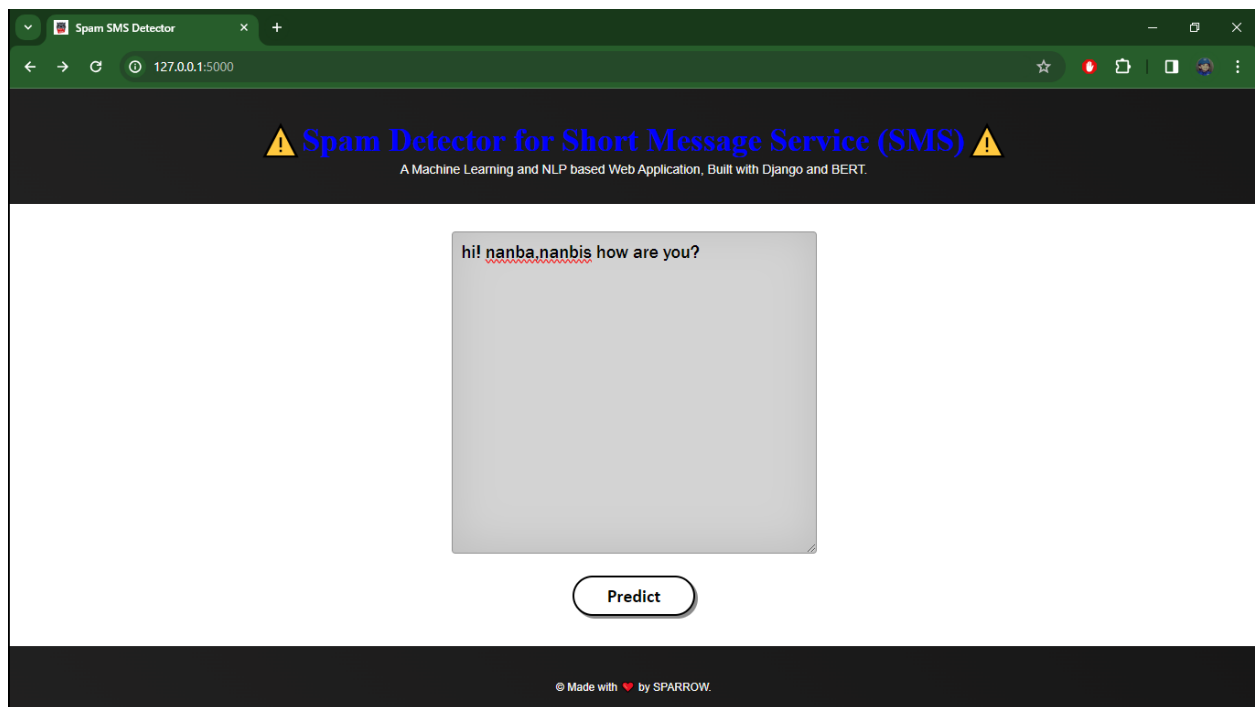 Spam SMS Detector
127.0.0.1:5000
⚠ Spam Detector for Short Message Service (SMS) ⚠
A Machine Learning and NLP based Web Application, Built with Django and BERT.
hi! nanba,nanbis how are you?
Predict
© Made with ❤ by SPARROW.